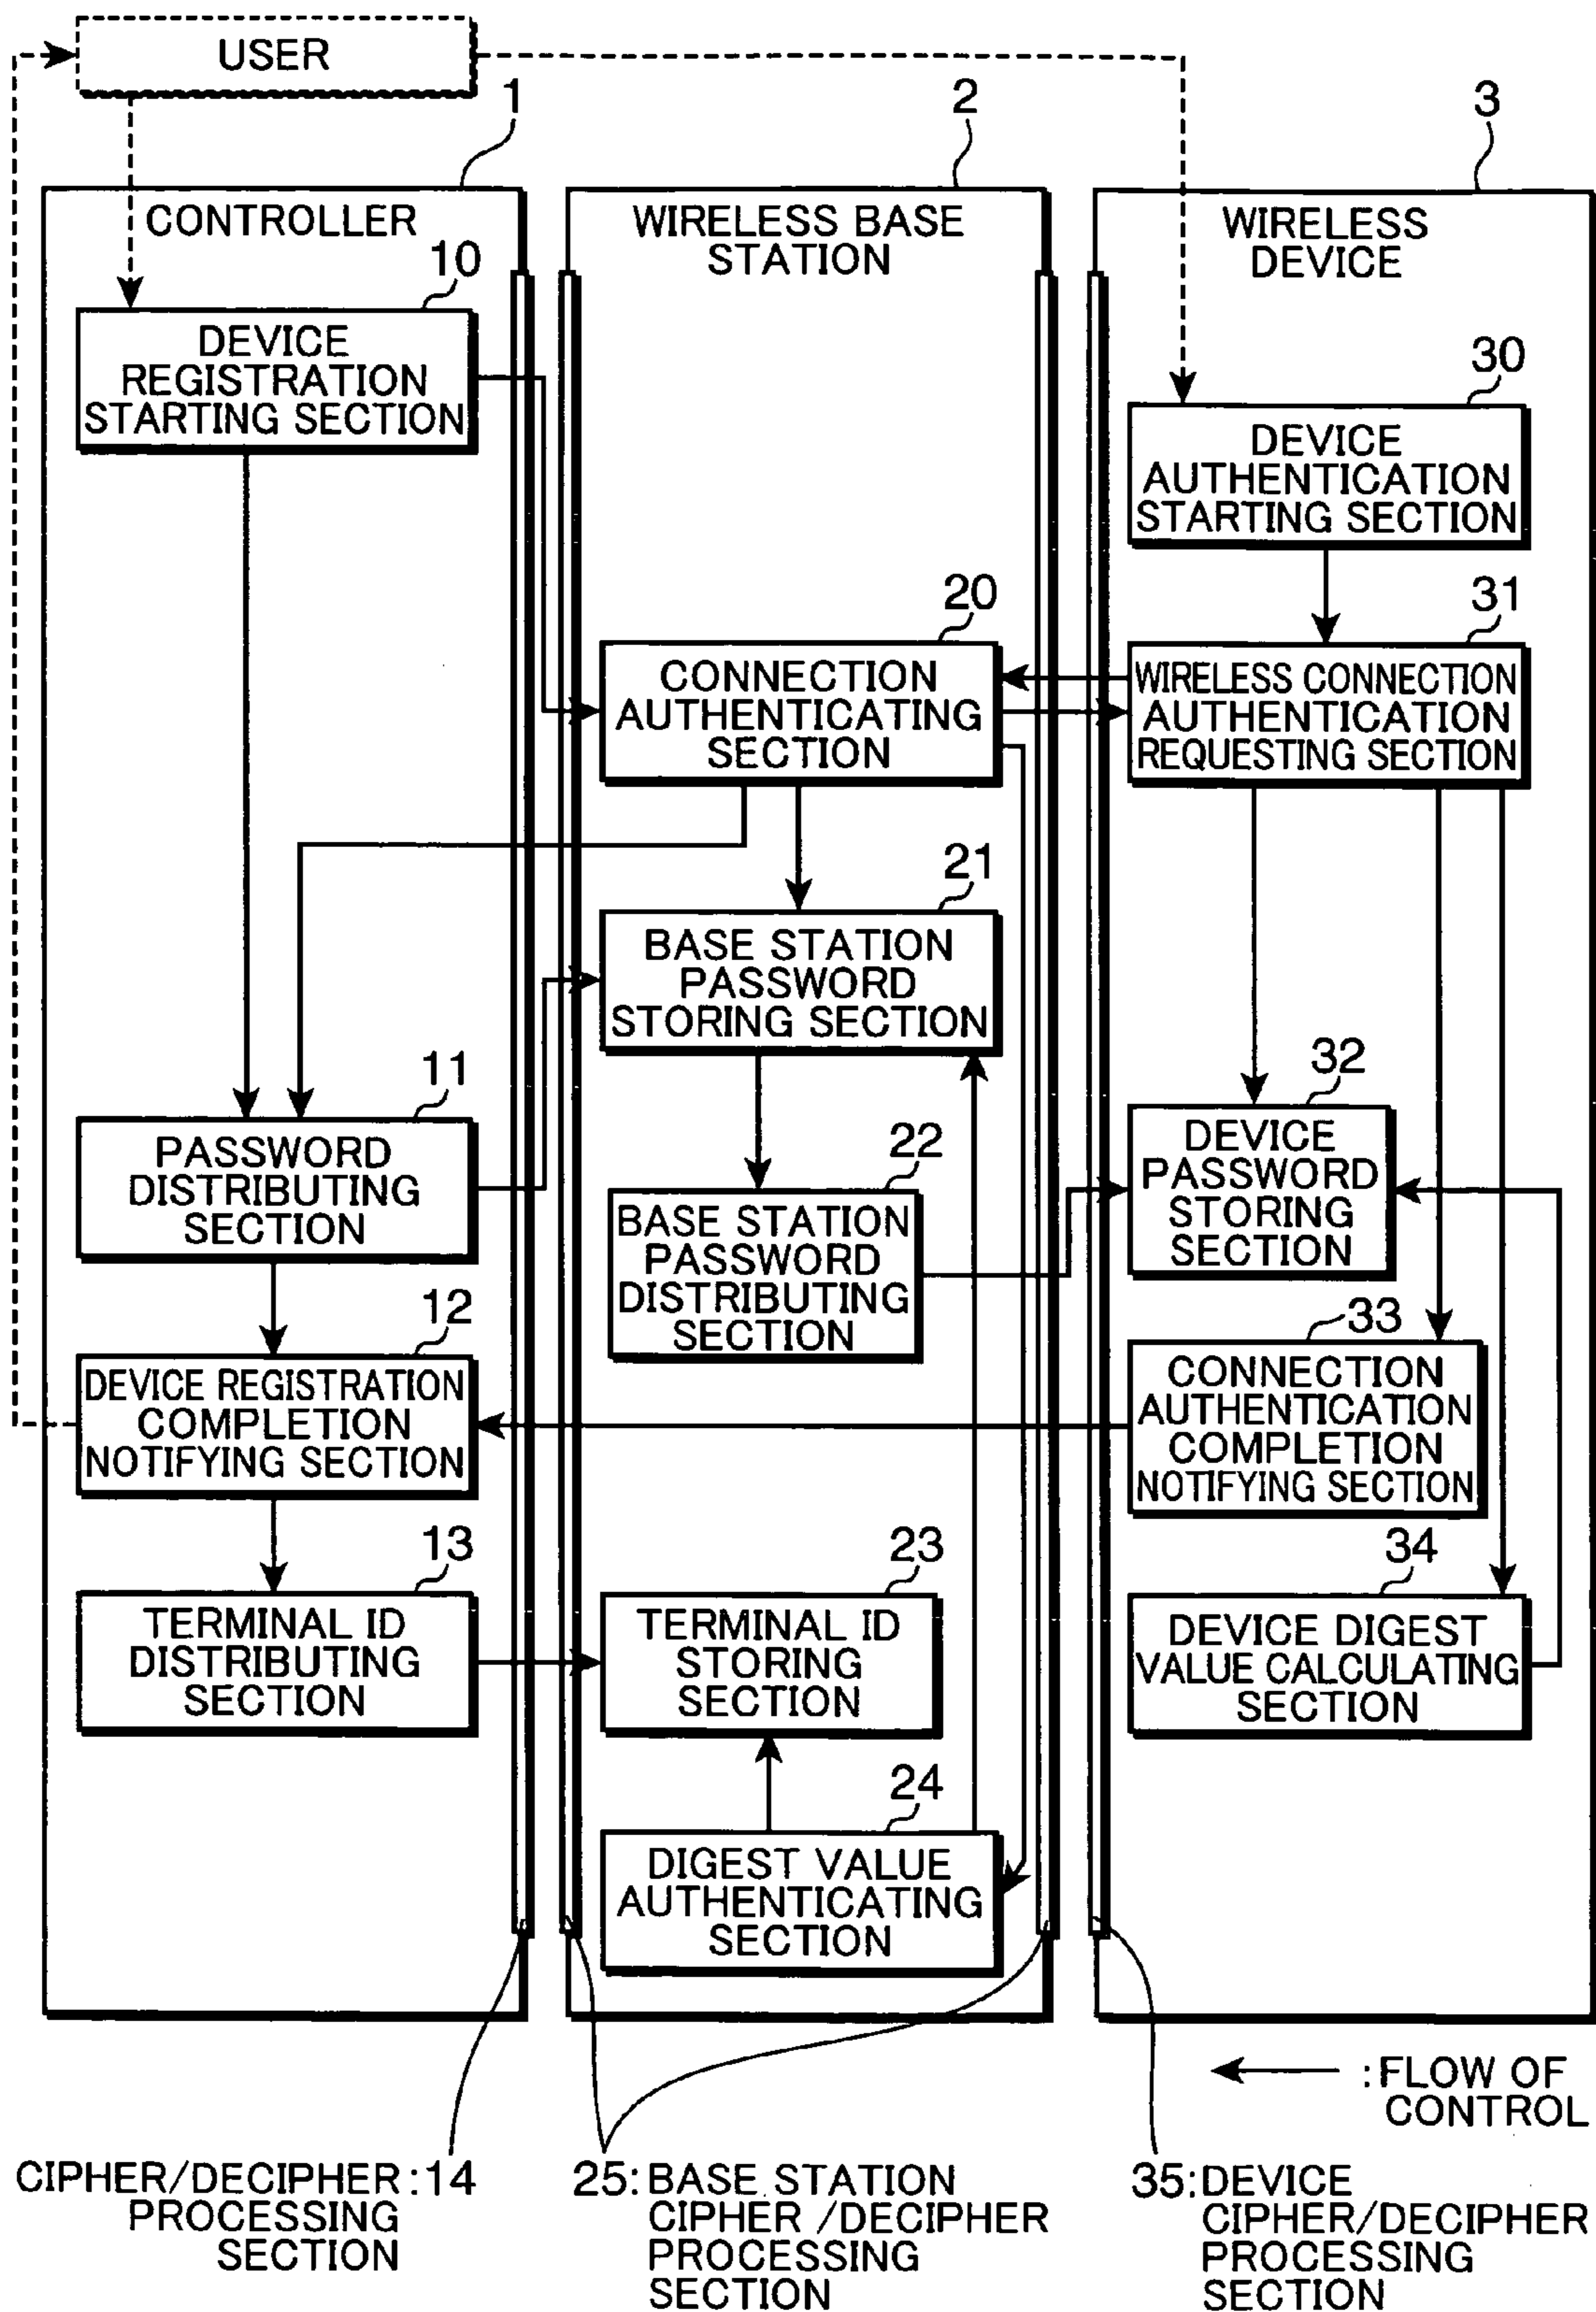 USER
1
2
3
CONTROLLER
WIRELESS BASE
STATION
WIRELESS
DEVICE
10
DEVICE
REGISTRATION
STARTING SECTION
30
DEVICE
AUTHENTICATION
STARTING SECTION
20
CONNECTION
AUTHENTICATING
SECTION
31
WIRELESS CONNECTION
AUTHENTICATION
REQUESTING SECTION
21
BASE STATION
PASSWORD
STORING SECTION
11
PASSWORD
DISTRIBUTING
SECTION
22
BASE STATION
PASSWORD
DISTRIBUTING
SECTION
32
DEVICE
PASSWORD
STORING
SECTION
12
DEVICE REGISTRATION
COMPLETION
NOTIFYING SECTION
33
CONNECTION
AUTHENTICATION
COMPLETION
NOTIFYING SECTION
13
TERMINAL ID
DISTRIBUTING
SECTION
23
TERMINAL ID
STORING
SECTION
34
DEVICE DIGEST
VALUE CALCULATING
SECTION
24
DIGEST VALUE
AUTHENTICATING
SECTION
:FLOW OF
CONTROL
CIPHER/DECIPHER:14
PROCESSING
SECTION
25:BASE STATION
CIPHER /DECIPHER
PROCESSING
SECTION
35:DEVICE
CIPHER/DECIPHER
PROCESSING
SECTION